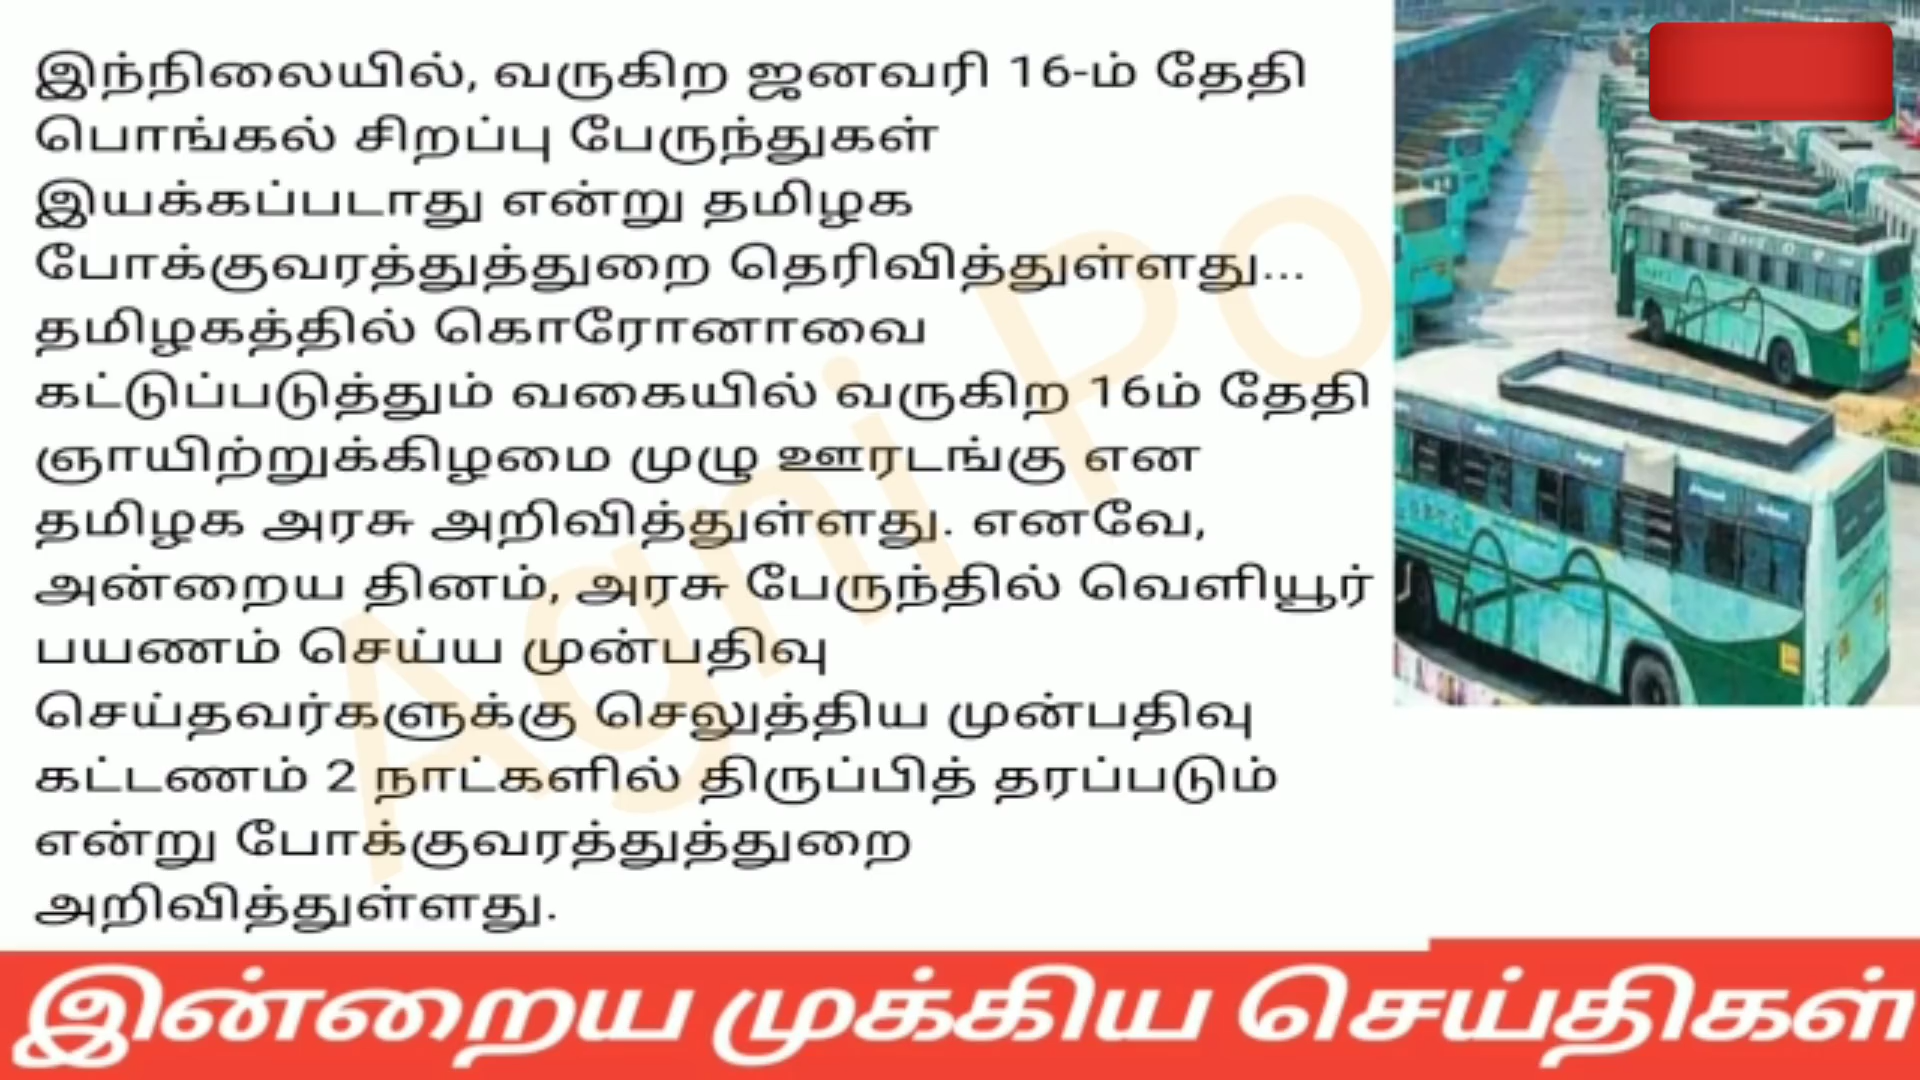 இந்நிலையில், வருகிற ஜனவரி 16-ம் தேதி
பொங்கல் சிறப்பு பேருந்துகள்
இயக்கப்படாது என்று தமிழக
போக்குவரத்துத்துறை தெரிவித்துள்ளது...
தமிழகத்தில் கொரோனாவை
கட்டுப்படுத்தும் வகையில் வருகிற 16ம் தேதி
ஞாயிற்றுக்கிழமை முழு ஊரடங்கு என
தமிழக அரசு அறிவித்துள்ளது. எனவே,
அன்றைய தினம், அரசு பேருந்தில் வெளியூர்
பயணம் செய்ய முன்பதிவு
செய்தவர்களுக்கு செலுத்திய முன்பதிவு
கட்டணம் 2 நாட்களில் திருப்பித் தரப்படும்
என்று போக்குவரத்துத்துறை
அறிவித்துள்ளது.
Agni Po
இன்றைய முக்கிய செய்திகள்